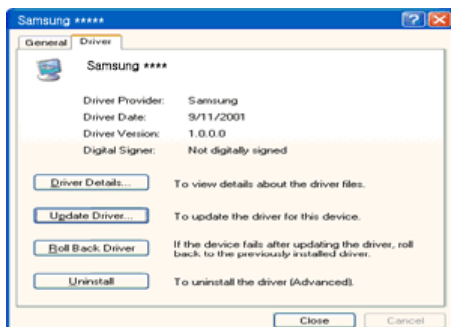 Samsung *****
General Driver
Samsung ****
Driver Provider: Samsung
Driver Date: 9/11/2001
Driver Version: 1.0.0.0
Digital Signer: Not digitally signed
Driver Details... To view details about the driver files.
Update Driver... To update the driver for this device.
Roll Back Driver If the device fails after updating the driver, roll
back to the previously installed driver.
Uninstall To uninstall the driver (Advanced).
Close Cancel